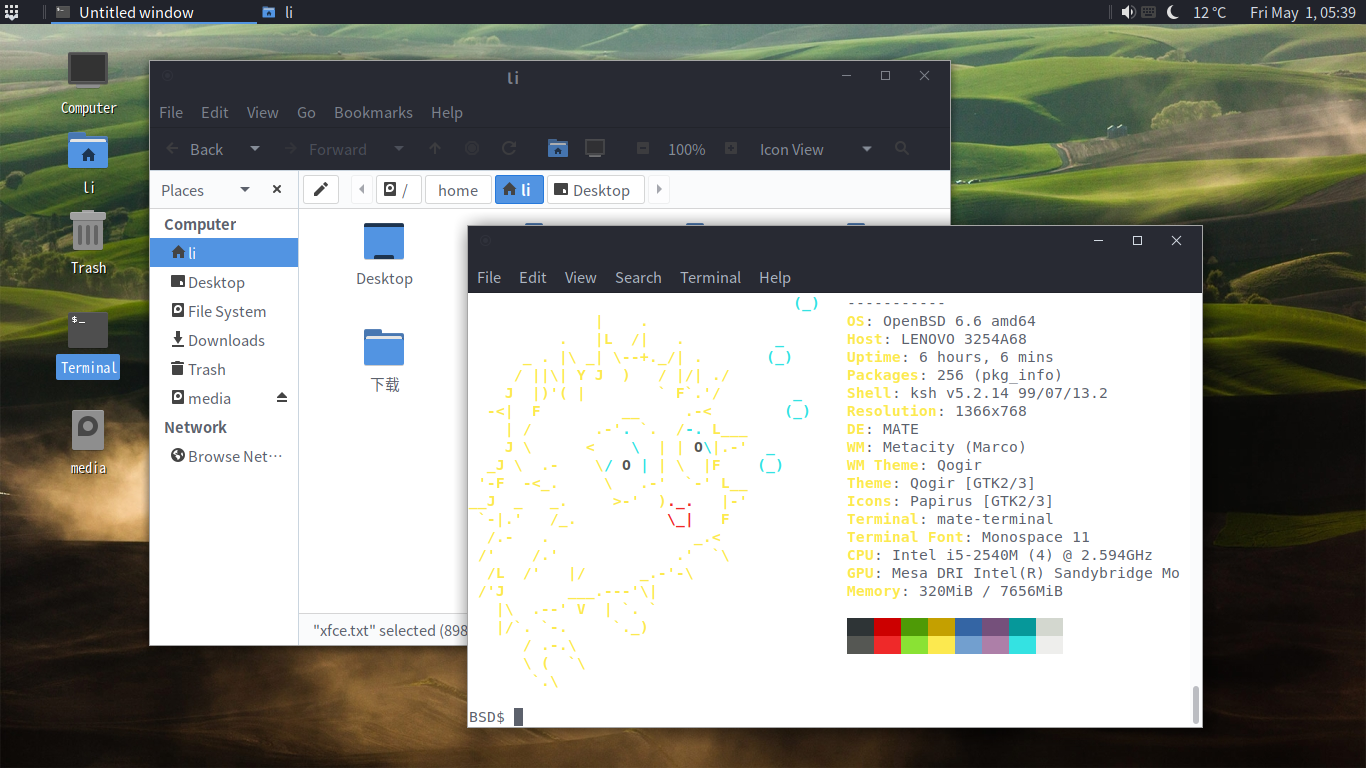 Untitled window
li
12 °C
Fri May 1, 05:39
Computer
li
Trash
Terminal
media
li
File Edit View Go Bookmarks Help
Back Forward 100% Icon View
Places
/ home li Desktop
Computer
li
Desktop
File System
Downloads
Trash
media
Network
Browse Net…
Desktop
下载
"xfce.txt" selected (898
File Edit View Search Terminal Help
-----------
OS: OpenBSD 6.6 amd64
Host: LENOVO 3254A68
Uptime: 6 hours, 6 mins
Packages: 256 (pkg_info)
Shell: ksh v5.2.14 99/07/13.2
Resolution: 1366x768
DE: MATE
WM: Metacity (Marco)
WM Theme: Qogir
Theme: Qogir [GTK2/3]
Icons: Papirus [GTK2/3]
Terminal: mate-terminal
Terminal Font: Monospace 11
CPU: Intel i5-2540M (4) @ 2.594GHz
GPU: Mesa DRI Intel(R) Sandybridge Mo
Memory: 320MiB / 7656MiB
BSD$